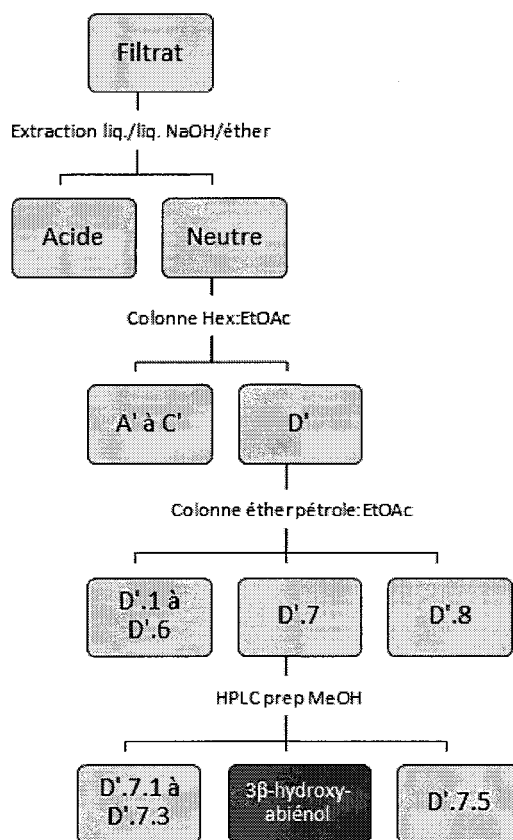 Filtrat
Extraction liq./liq. NaOH/éther
Acide
Neutre
Colonne Hex:EtOAc
A' à C'
D'
Colonne éther pétrole:EtOAc
D'.1 à
D'.6
D'.7
D'.8
HPLC prep MeOH
D'.7.1 à
D'.7.3
3β-hydroxy-
abiénol
D'.7.5